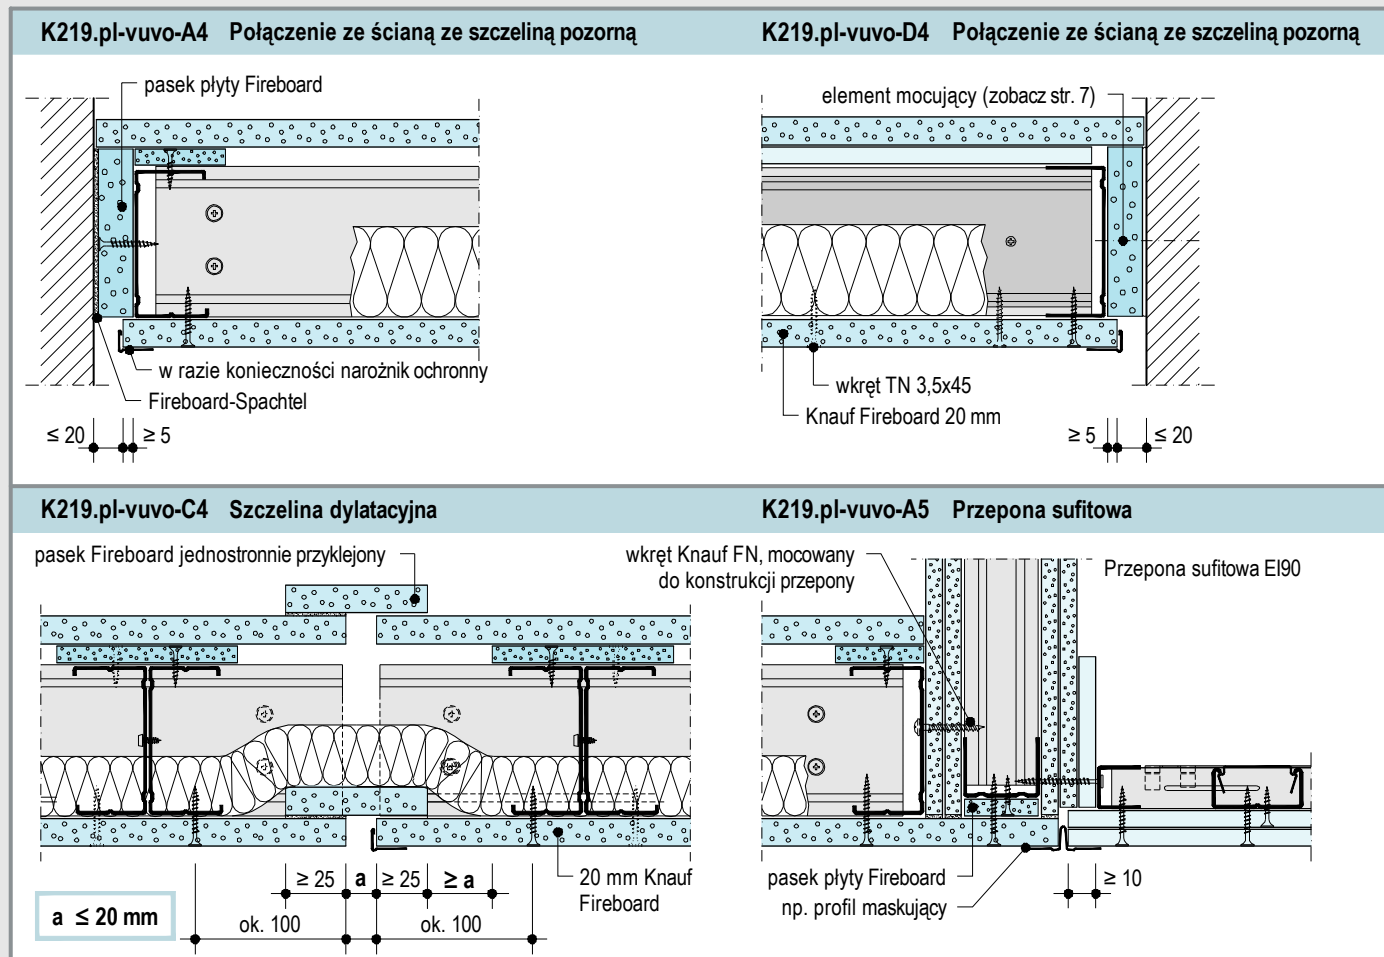 K219.pl-vuvo-A4 Połączenie ze ścianą ze szczeliną pozorną
pasek płyty Fireboard
w razie konieczności narożnik ochronny
Fireboard-Spachtel
≤ 20 ≥ 5
K219.pl-vuvo-D4 Połączenie ze ścianą ze szczeliną pozorną
element mocujący (zobacz str. 7)
wkręt TN 3,5x45
Knauf Fireboard 20 mm
≥ 5 ≤ 20
K219.pl-vuvo-C4 Szczelina dylatacyjna
pasek Fireboard jednostronnie przyklejony
20 mm Knauf
Fireboard
≥ 25 a ≥ 25 ≥ a
ok. 100 ok. 100
a ≤ 20 mm
K219.pl-vuvo-A5 Przepona sufitowa
wkręt Knauf FN, mocowany
do konstrukcji przepony
Przepona sufitowa EI90
pasek płyty Fireboard
np. profil maskujący
≥ 10